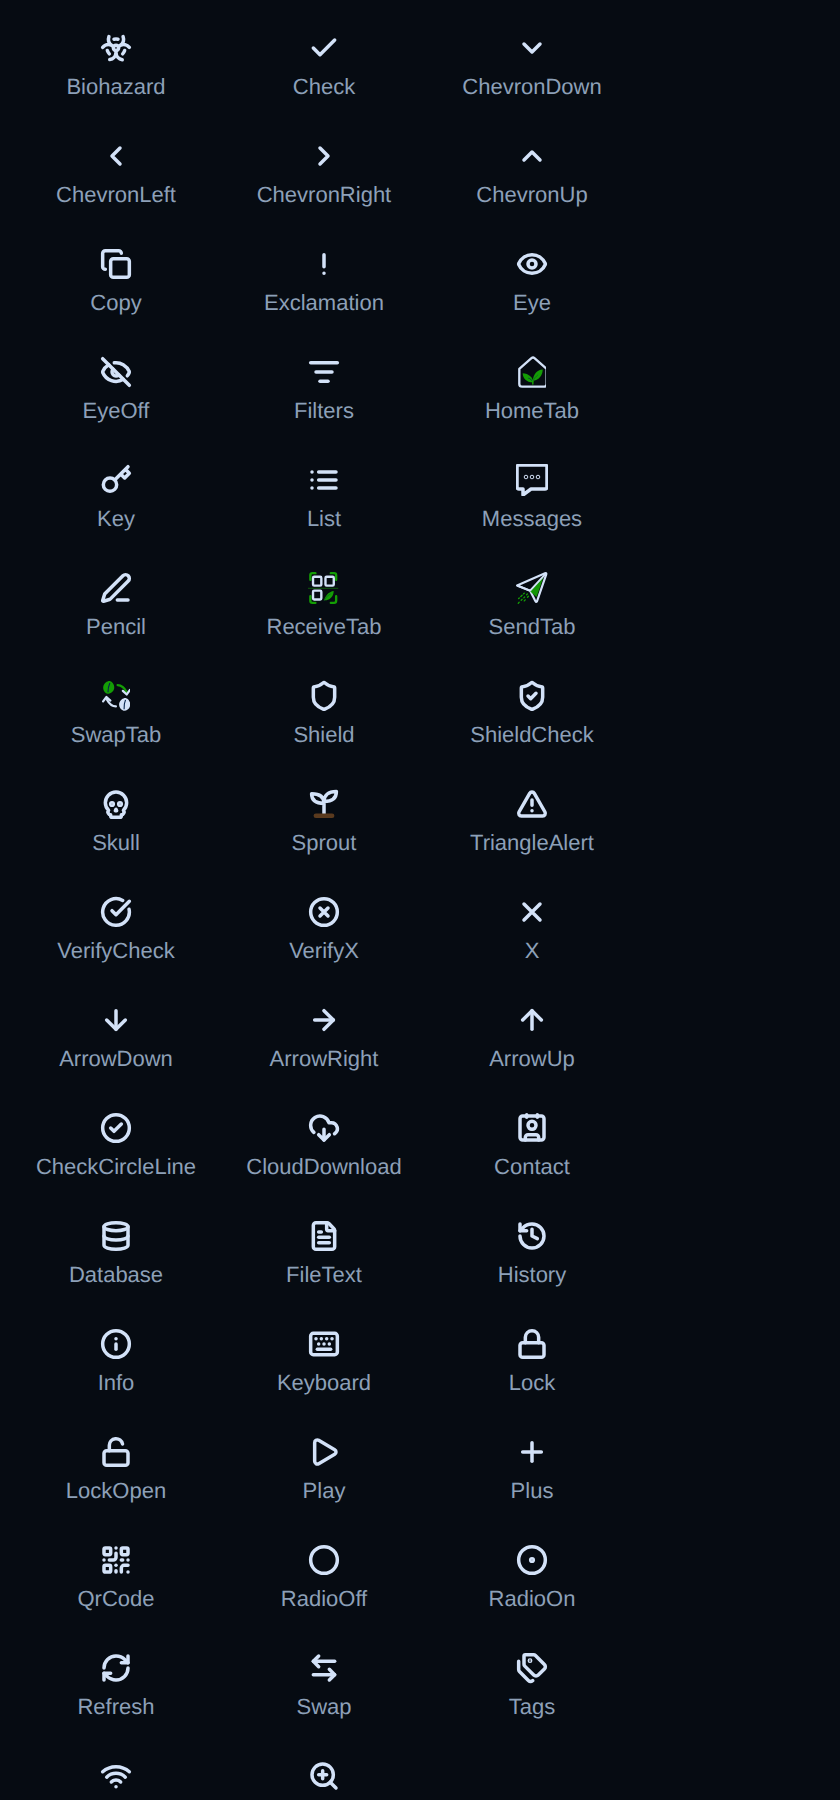 Biohazard Check ChevronDown
ChevronLeft ChevronRight ChevronUp
Copy Exclamation Eye
EyeOff Filters HomeTab
Key List Messages
Pencil ReceiveTab SendTab
SwapTab Shield ShieldCheck
Skull Sprout TriangleAlert
VerifyCheck VerifyX X
ArrowDown ArrowRight ArrowUp
CheckCircleLine CloudDownload Contact
Database FileText History
Info Keyboard Lock
LockOpen Play Plus
QrCode RadioOff RadioOn
Refresh Swap Tags